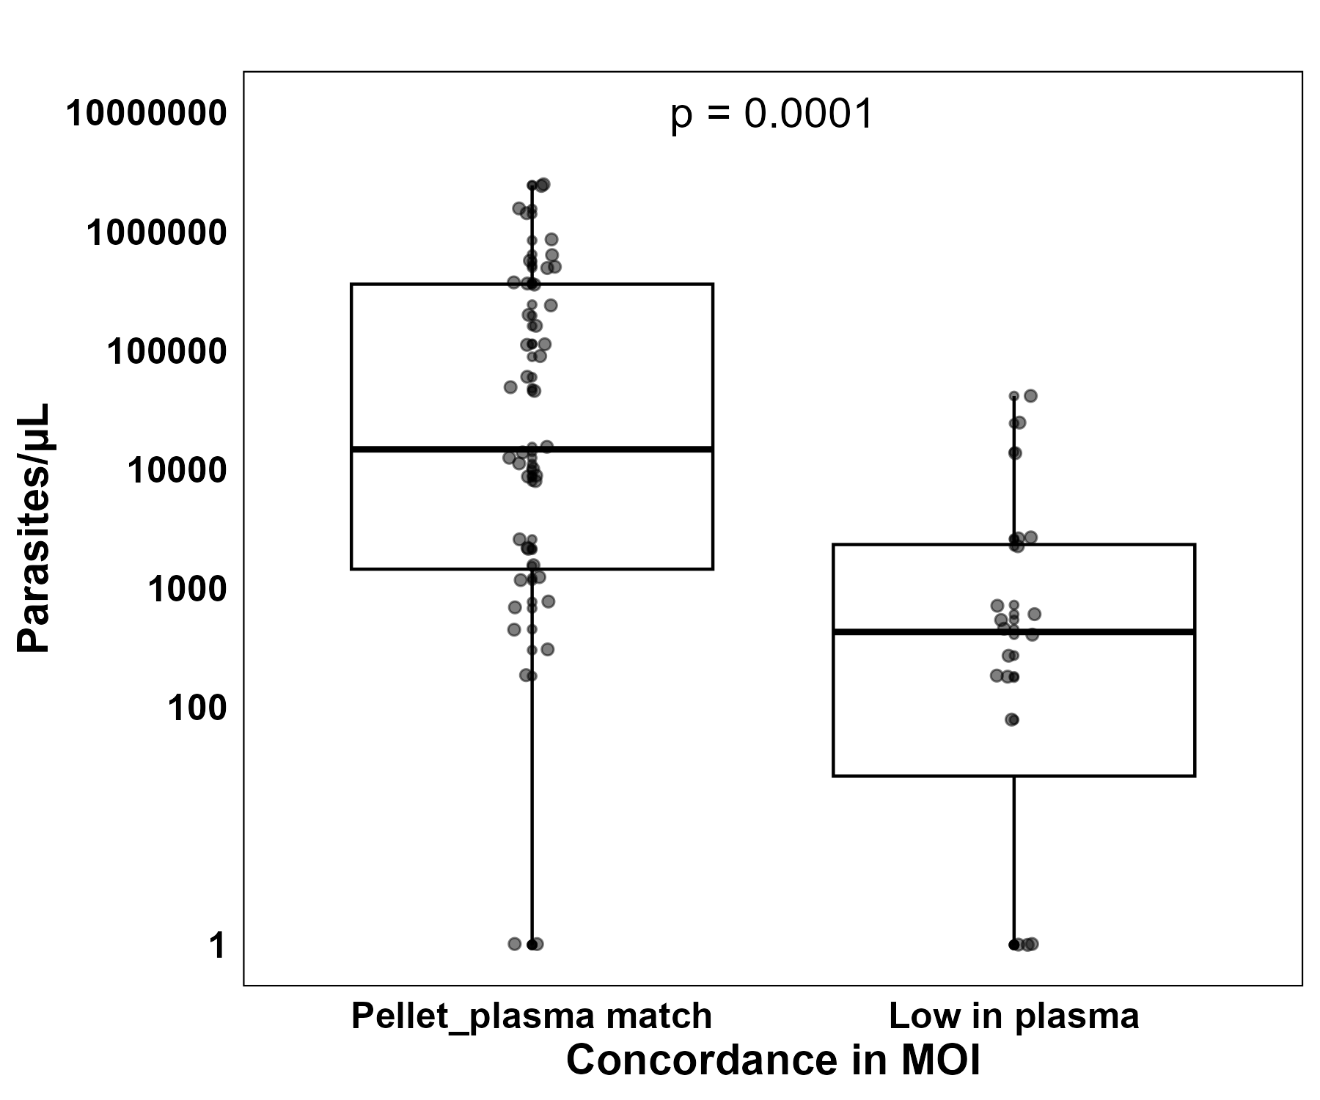 p = 0.0001
10000000
1000000
100000
10000
1000
100
1
Parasites/µL
Pellet_plasma match
Low in plasma
Concordance in MOI